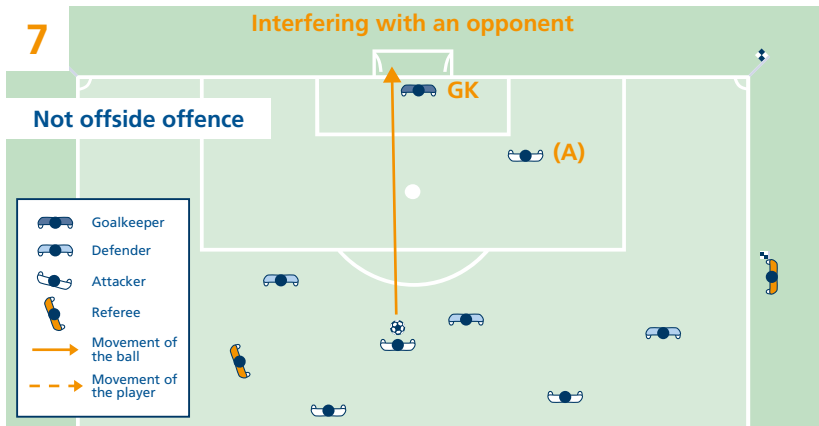 7
Interfering with an opponent
GK
Not offside offence
(A)
Goalkeeper
Defender
Attacker
Referee
Movement of
the ball
Movement of
the player